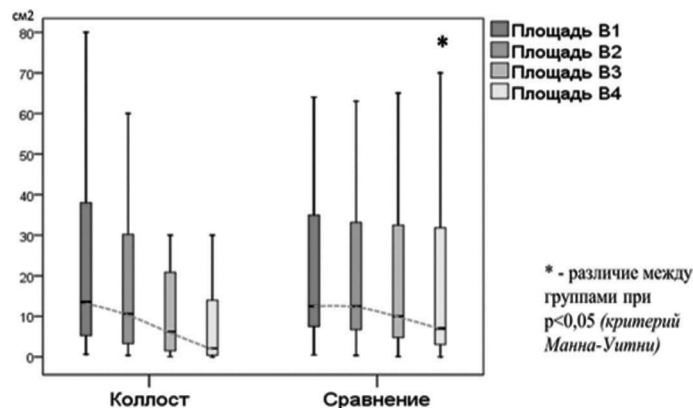 см2
80
70
60
50
40
30
20
10
0
*
Площадь В1
Площадь В2
Площадь В3
Площадь В4
* - различие между
группами при
p<0,05 (критерий
Манна-Уитни)
Коллост
Сравнение